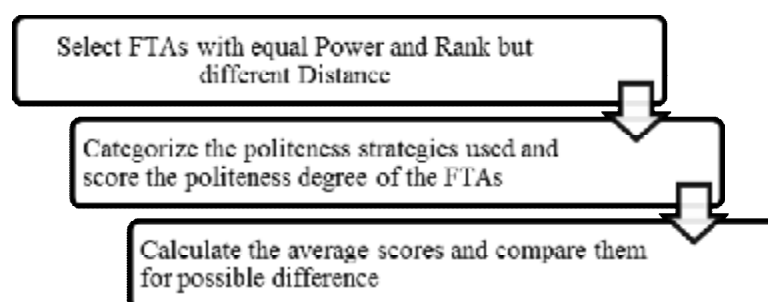 Select FTAs with equal Power and Rank but
different Distance
Categorize the politeness strategies used and
score the politeness degree of the FTAs
Calculate the average scores and compare them
for possible difference